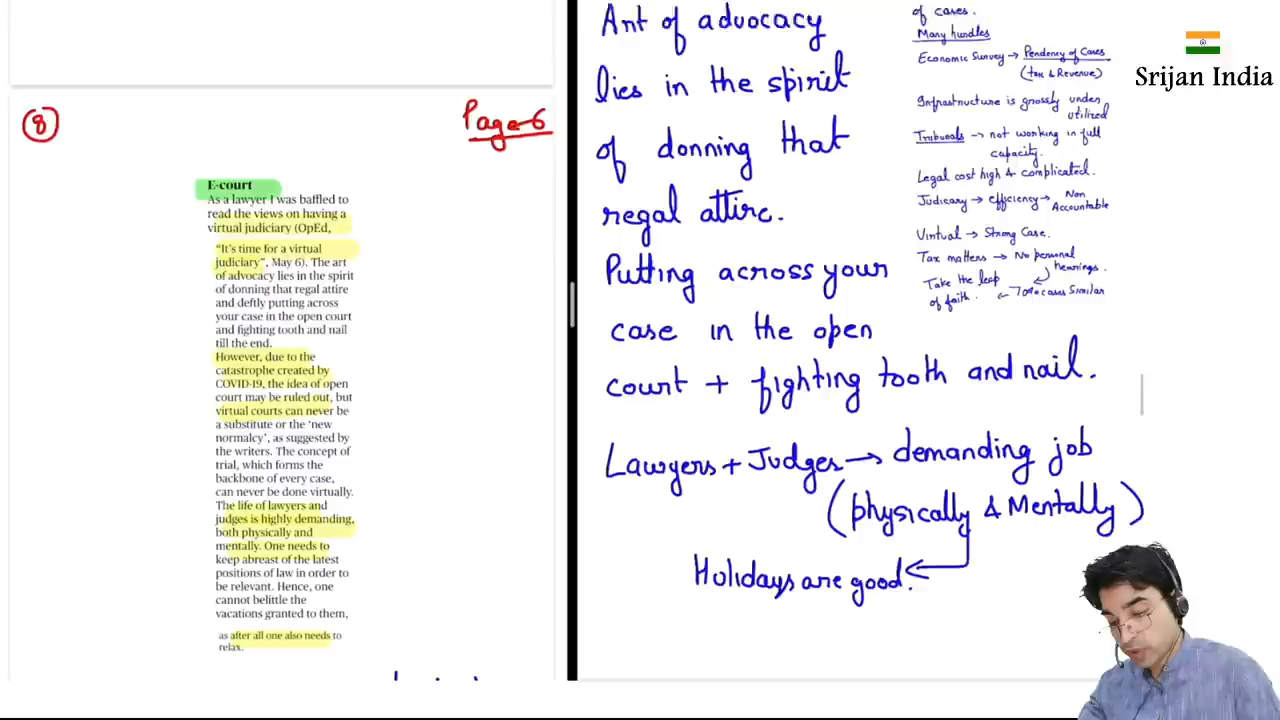 8
Page-6
E-court
As a lawyer I was baffled to
read the views on having a
virtual judiciary (OpEd,
“It’s time for a virtual
judiciary”, May 6). The art
of advocacy lies in the spirit
of donning that regal attire
and deftly putting across
your case in the open court
and fighting tooth and nail
till the end.
However, due to the
catastrophe created by
COVID-19, the idea of open
court may be ruled out, but
virtual courts can never be
a substitute or the ‘new
normalcy’, as suggested by
the writers. The concept of
trial, which forms the
backbone of every case,
can never be done virtually.
The life of lawyers and
judges is highly demanding,
both physically and
mentally. One needs to
keep abreast of the latest
positions of law in order to
be relevant. Hence, one
cannot belittle the
vacations granted to them,
as after all one also needs to
relax.
Art of advocacy
lies in the spirit
of donning that
regal attire.
Putting across your
case in the open
court + fighting tooth and nail.
Lawyers + Judges → demanding job
(physically & Mentally)
Holidays are good.
of cases.
Many hundles
Economic Survey → Pendency of Cases
(tax & Revenue)
Infrastructure is grossly under
utilized
Tribunals → not working in full
capacity.
Legal cost high & complicated.
Judicary → efficiency → Non
Accountable
Virtual → Strong Case.
Tax matters → No personal
hearings.
Take the leap
of faith. ← 70% cases Similar
Srijan India